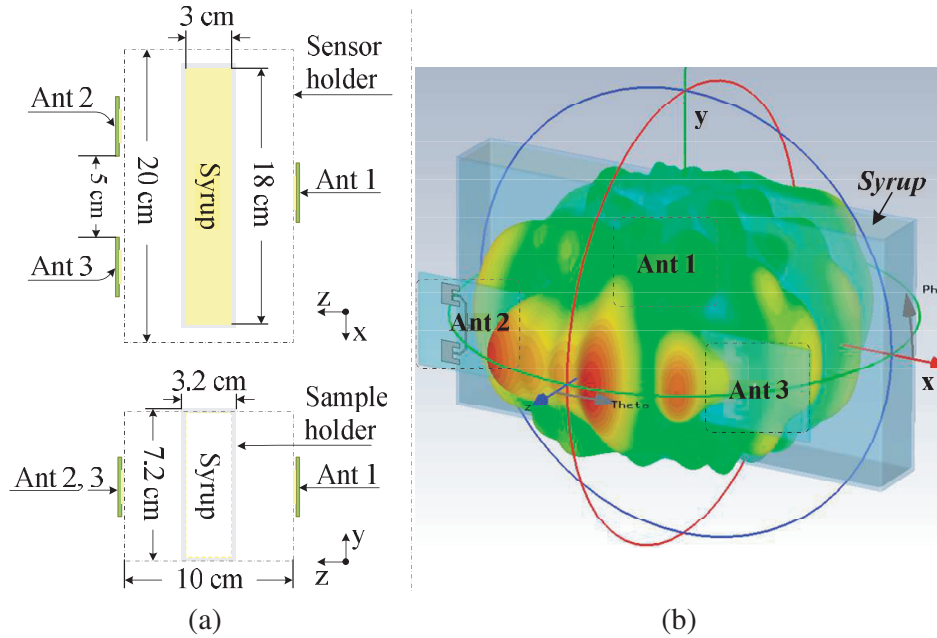 3 cm
Sensor
holder
Ant 2
5 cm
20 cm
Syrup
18 cm
Ant 1
Ant 3
z
x
3.2 cm
Sample
holder
7.2 cm
Syrup
Ant 2, 3
Ant 1
y
z
10 cm
(a)
y
Syrup
Ant 1
Ph
Ant 2
x
Ant 3
z
Theta
(b)